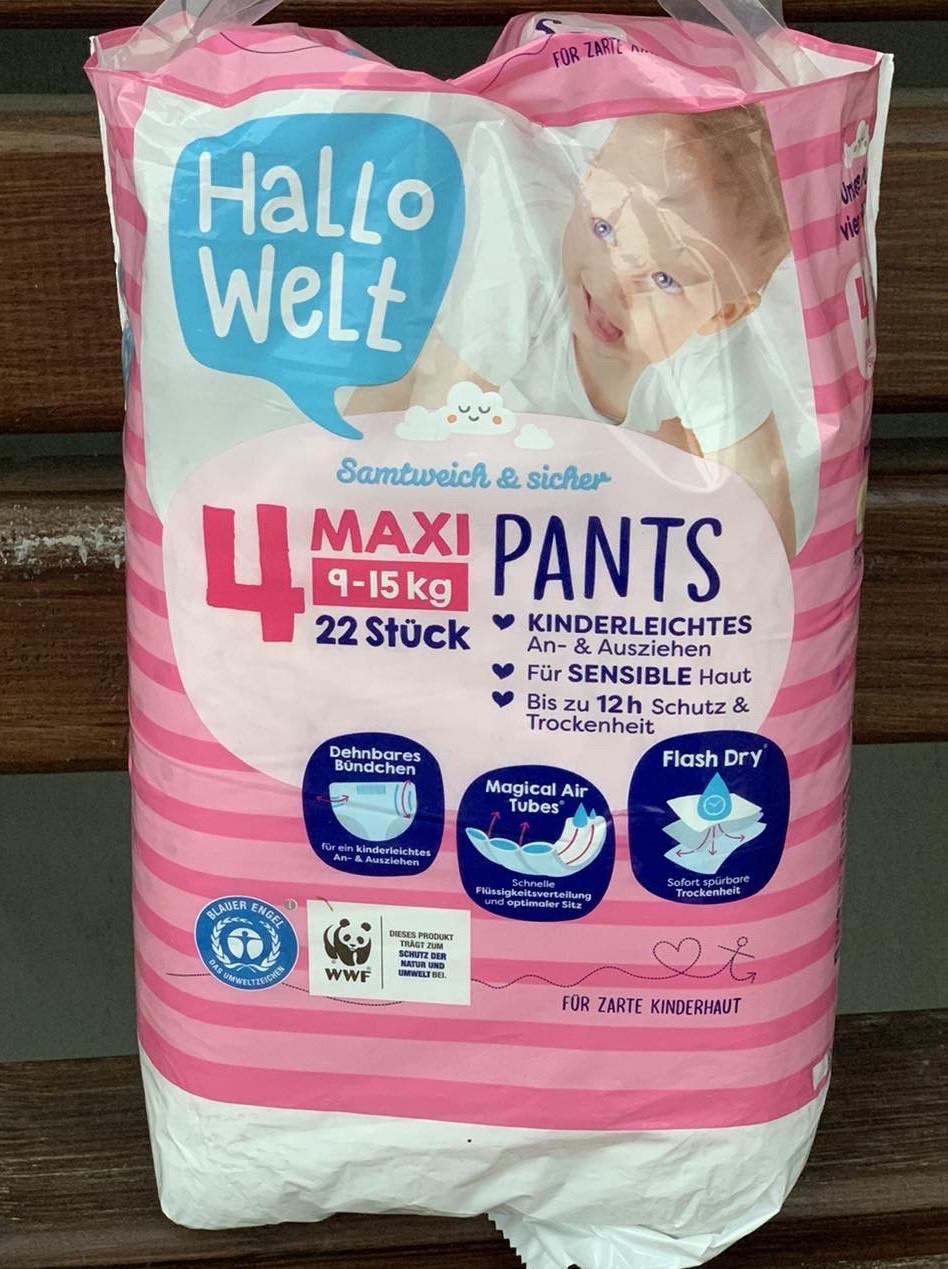 FÜR ZARTE
Hallo
Welt
Samtweich & sicher
4
MAXI
9-15 kg
22 Stück
PANTS
KINDERLEICHTES
An- & Ausziehen
Für SENSIBLE Haut
Bis zu 12h Schutz &
Trockenheit
Dehnbares
Bündchen
für ein kinderleichtes
An- & Ausziehen
Magical Air
Tubes®
Schnelle
Flüssigkeitsverteilung
und optimaler Sitz
Flash Dry®
Sofort spürbare
Trockenheit
BLAUER ENGEL
DAS UMWELTZEICHEN
WWF®
DIESES PRODUKT
TRÄGT ZUM
SCHUTZ DER
NATUR UND
UMWELT BEI.
FÜR ZARTE KINDERHAUT